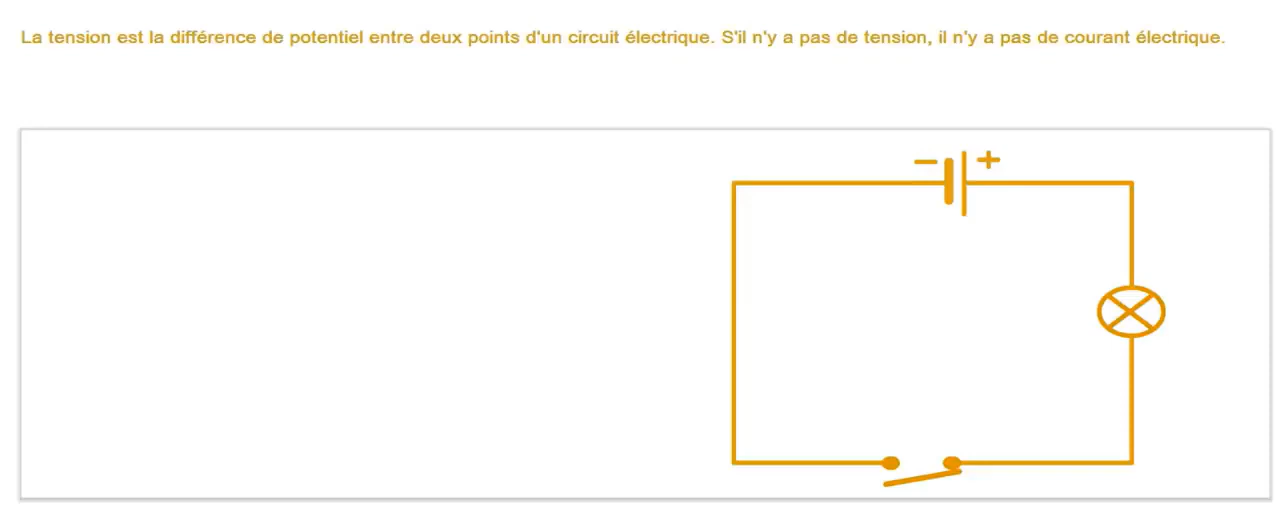 La tension est la différence de potentiel entre deux points d'un circuit électrique. S'il n'y a pas de tension, il n'y a pas de courant électrique.
− +